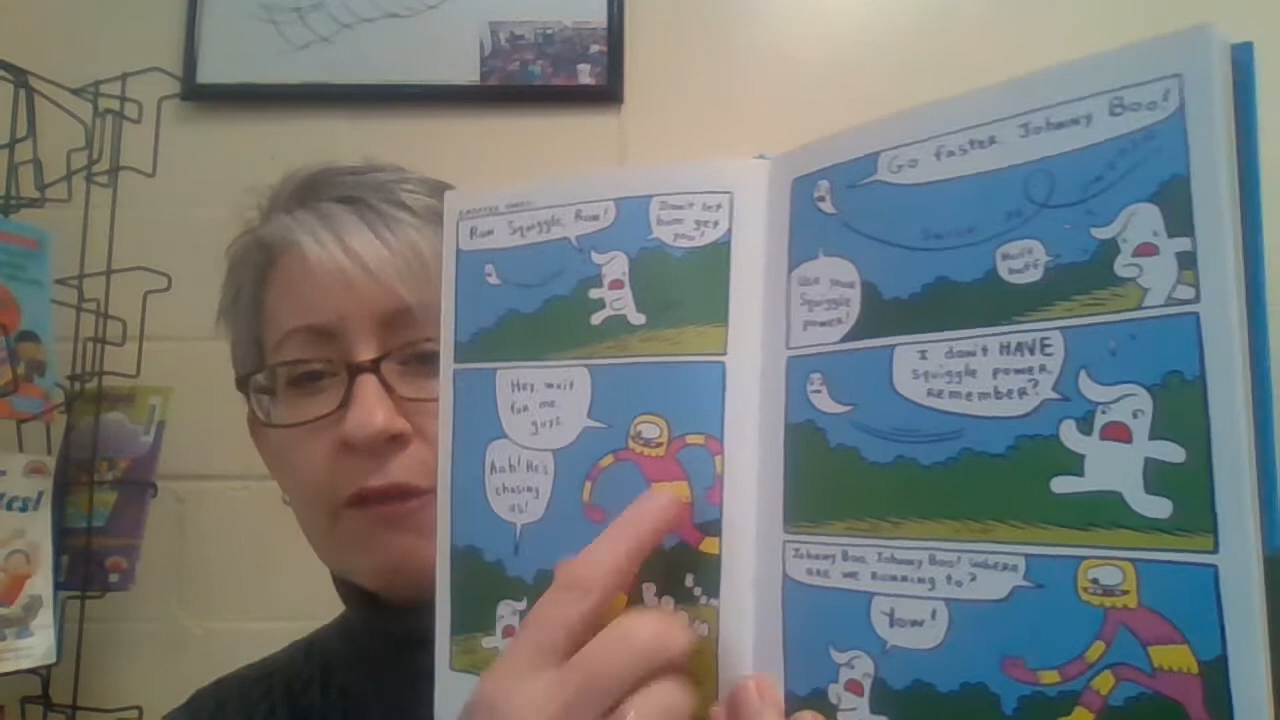 Run Squiggle, Run!
Don't let
him get
you!
Hey, wait
for me,
guys
Aah! He's
chasing
us!
Go faster Johnny Boo!
Use your
Squiggle
power!
Huff
huff
I don't HAVE
squiggle power,
REMEMBER?
Johnny Boo, Johnny Boo! Where
are we running to?
Yow!